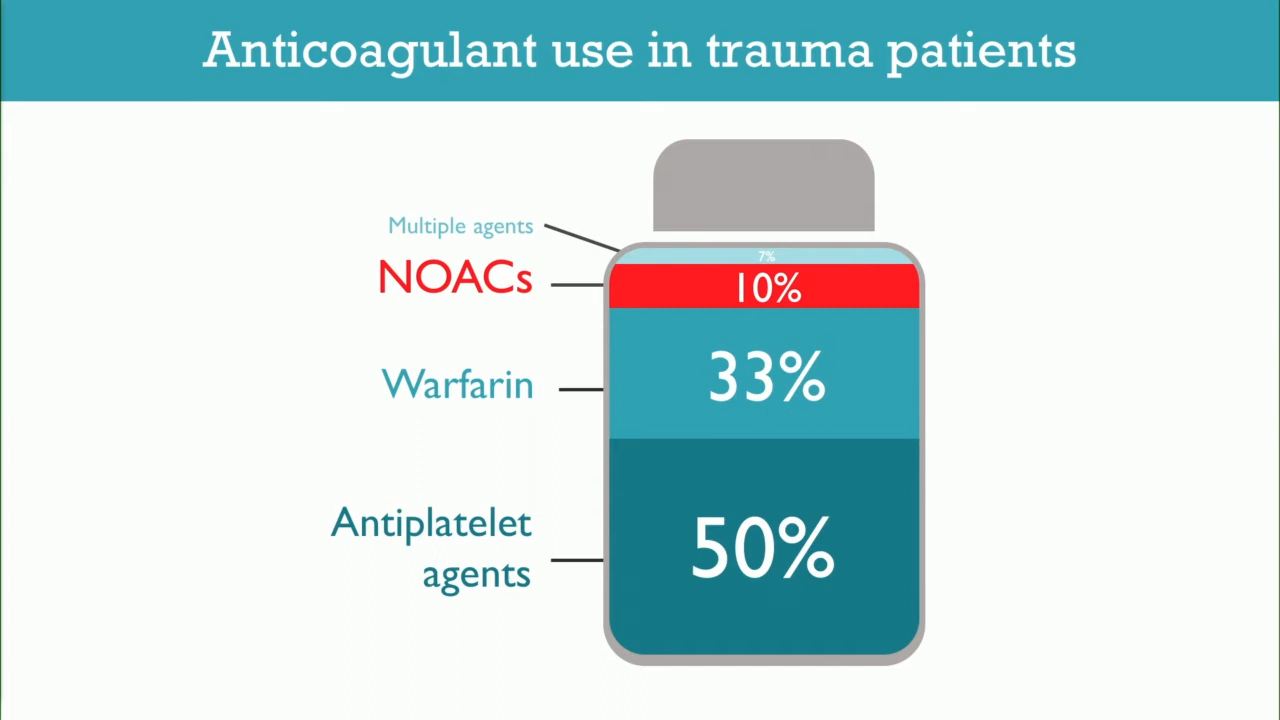 Anticoagulant use in trauma patients
Multiple agents
7%
NOACs
10%
Warfarin
33%
Antiplatelet
agents
50%